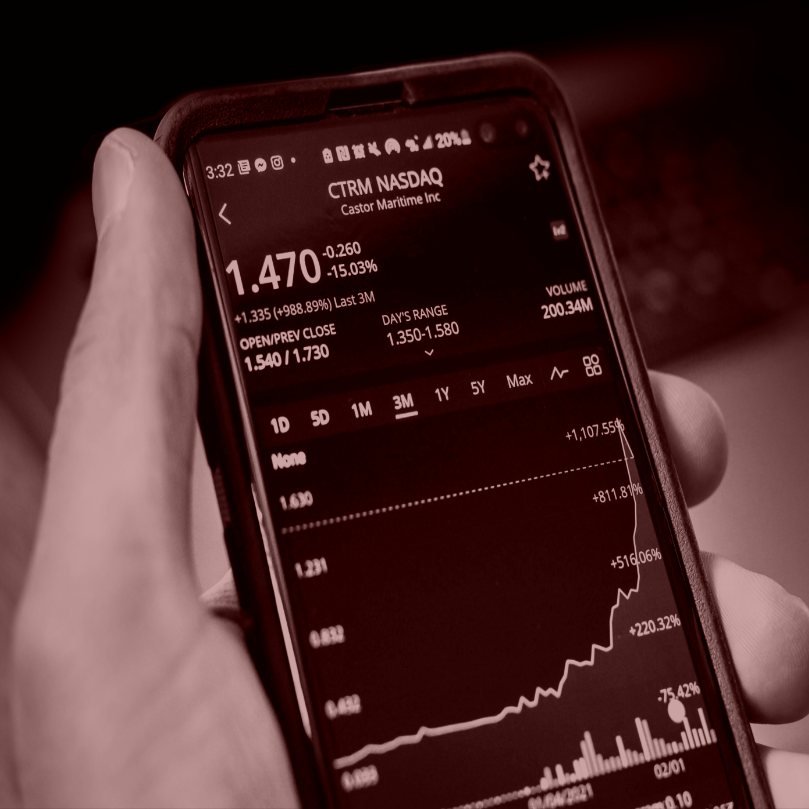 3:32 20%
CTRM NASDAQ
Castor Maritime Inc
1.470 -0.260
-15.03%
+1.335 (+988.89%) Last 3M
OPEN/PREV CLOSE DAY'S RANGE VOLUME
1.540 / 1.730 1.350-1.580 200.34M
1D 5D 1M 3M 1Y 5Y Max
None +1,107.55%
1.630 +811.81%
1.231 +516.06%
0.832 +220.32%
0.432 -75.42%
0.033
01/04/2021 02/01